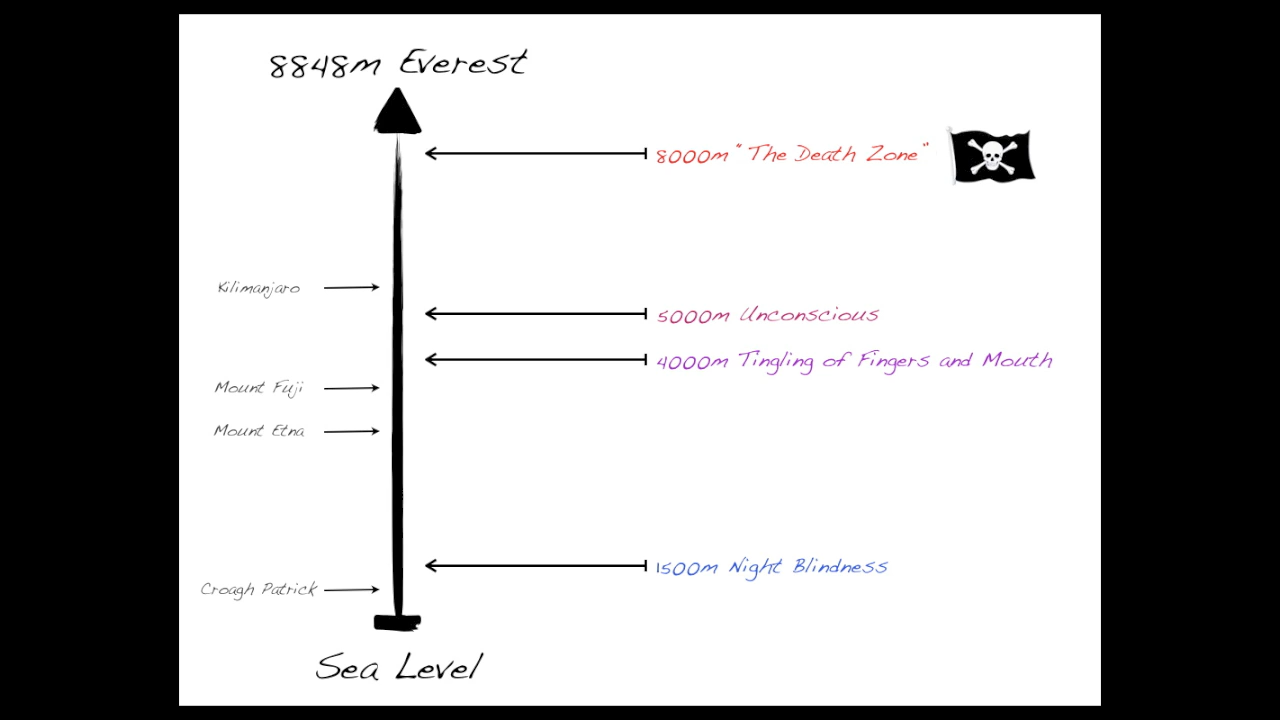 8848m Everest
8000m "The Death Zone"
Kilimanjaro
5000m Unconscious
4000m Tingling of Fingers and Mouth
Mount Fuji
Mount Etna
1500m Night Blindness
Croagh Patrick
Sea Level